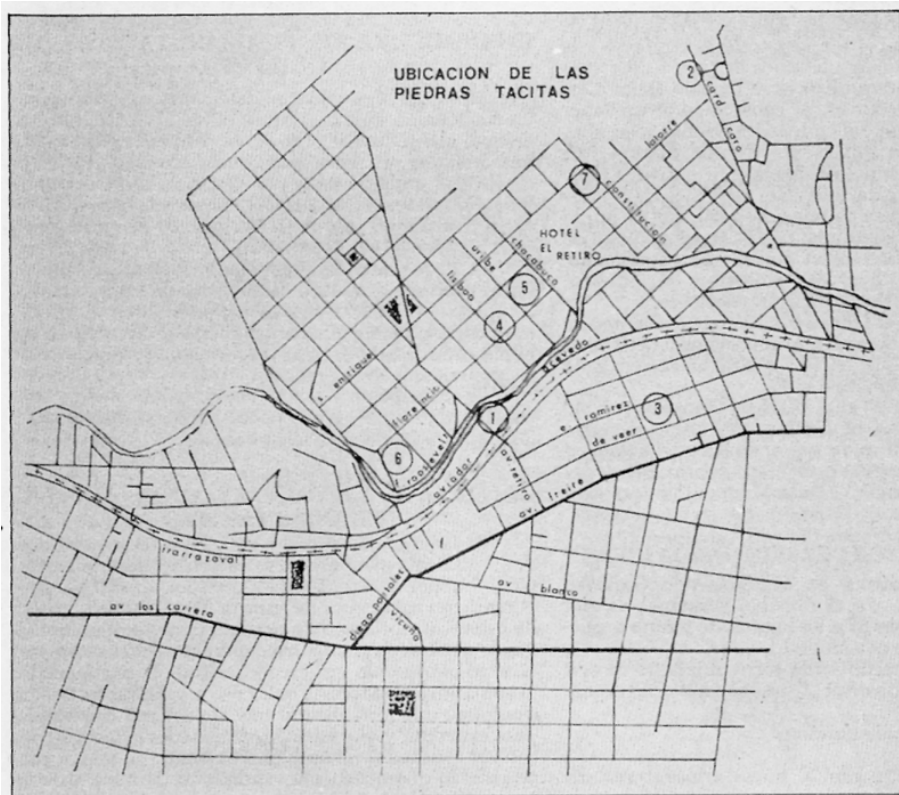 UBICACION DE LAS
PIEDRAS TACITAS
2
card
caro
latorre
7
constitucion
HOTEL
EL RETIRO
chacabuco
uribe
5
lisboa
4
s. enrique
acevedo
e. ramirez
3
de veer
diore incic
1
6
roosevelt
aviador
av. retiro
av. freire
irarrazaval
av. blanco
av. los carrera
diego portales
vicuña